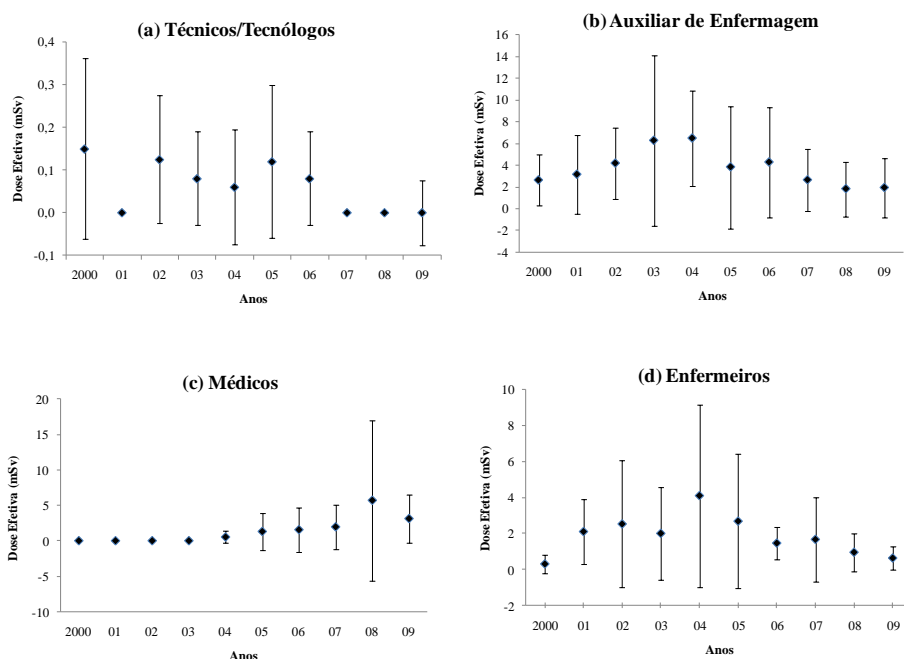 (a) Técnicos/Tecnólogos
Dose Efetiva (mSv)
0,4
0,3
0,2
0,1
0,0
-0,1
2000 01 02 03 04 05 06 07 08 09
Anos
(b) Auxiliar de Enfermagem
Dose Efetiva (mSv)
16
14
12
10
8
6
4
2
0
-2
-4
2000 01 02 03 04 05 06 07 08 09
Anos
(c) Médicos
Dose Efetiva (mSv)
20
15
10
5
0
-5
-10
2000 01 02 03 04 05 06 07 08 09
Anos
(d) Enfermeiros
Dose Efetiva (mSv)
10
8
6
4
2
0
-2
2000 01 02 03 04 05 06 07 08 09
Anos